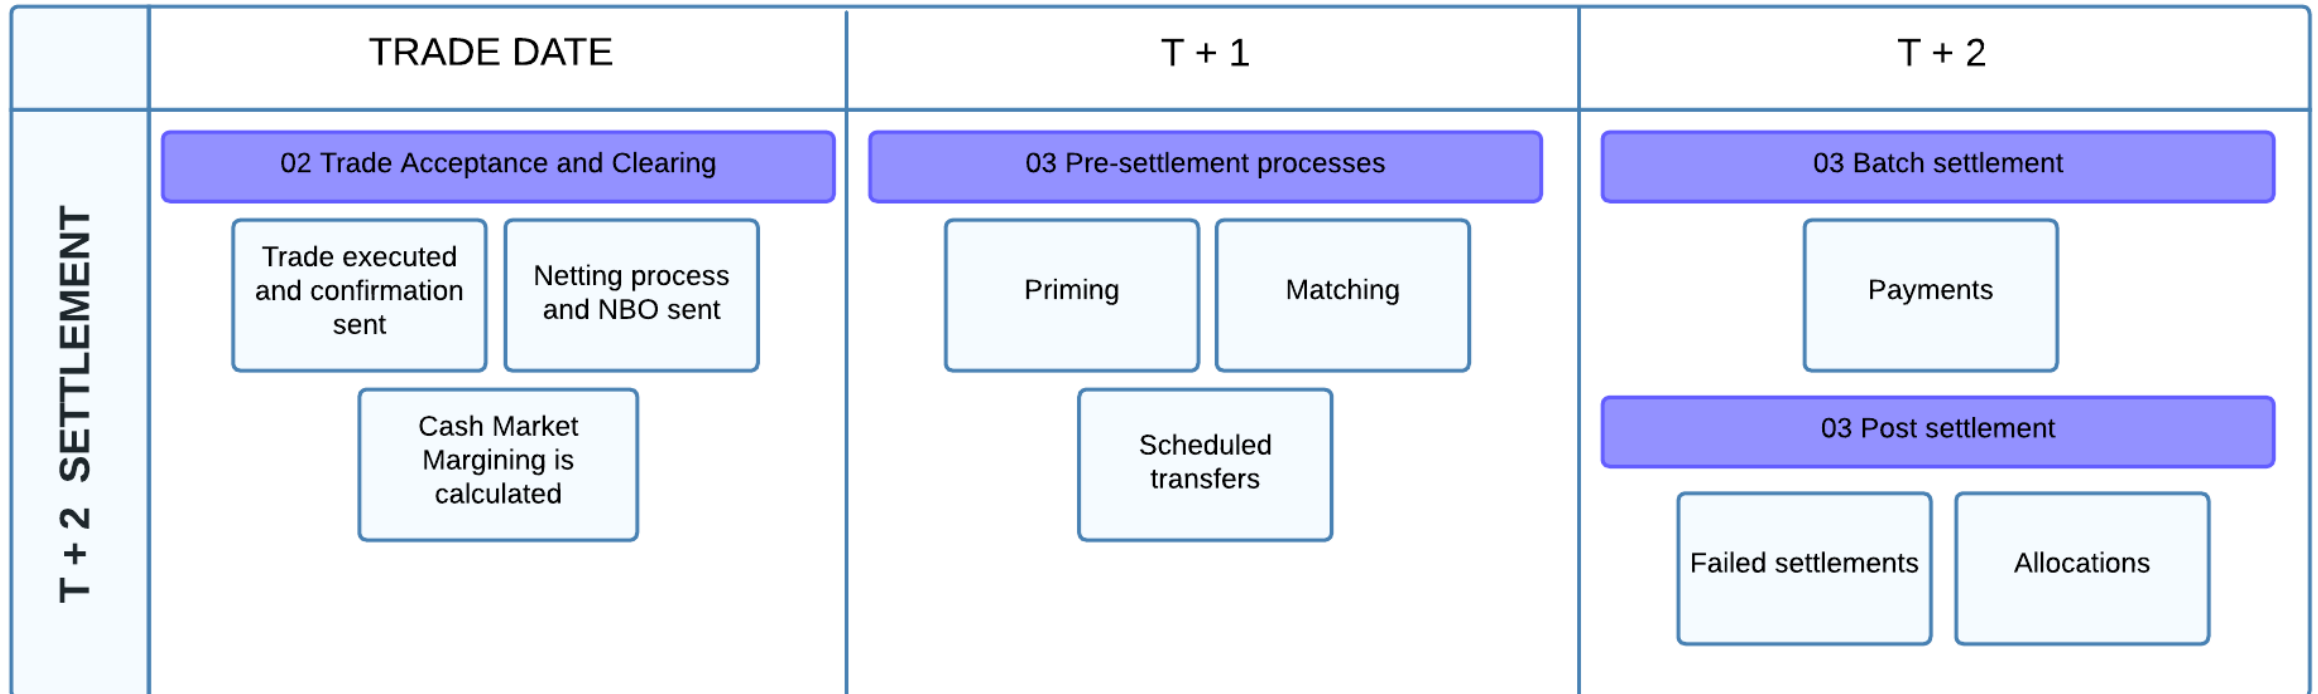 TRADE DATE
T + 1
T + 2
T + 2 SETTLEMENT
02 Trade Acceptance and Clearing
Trade executed
and confirmation
sent
Netting process
and NBO sent
Cash Market
Margining is
calculated
03 Pre-settlement processes
Priming
Matching
Scheduled
transfers
03 Batch settlement
Payments
03 Post settlement
Failed settlements
Allocations